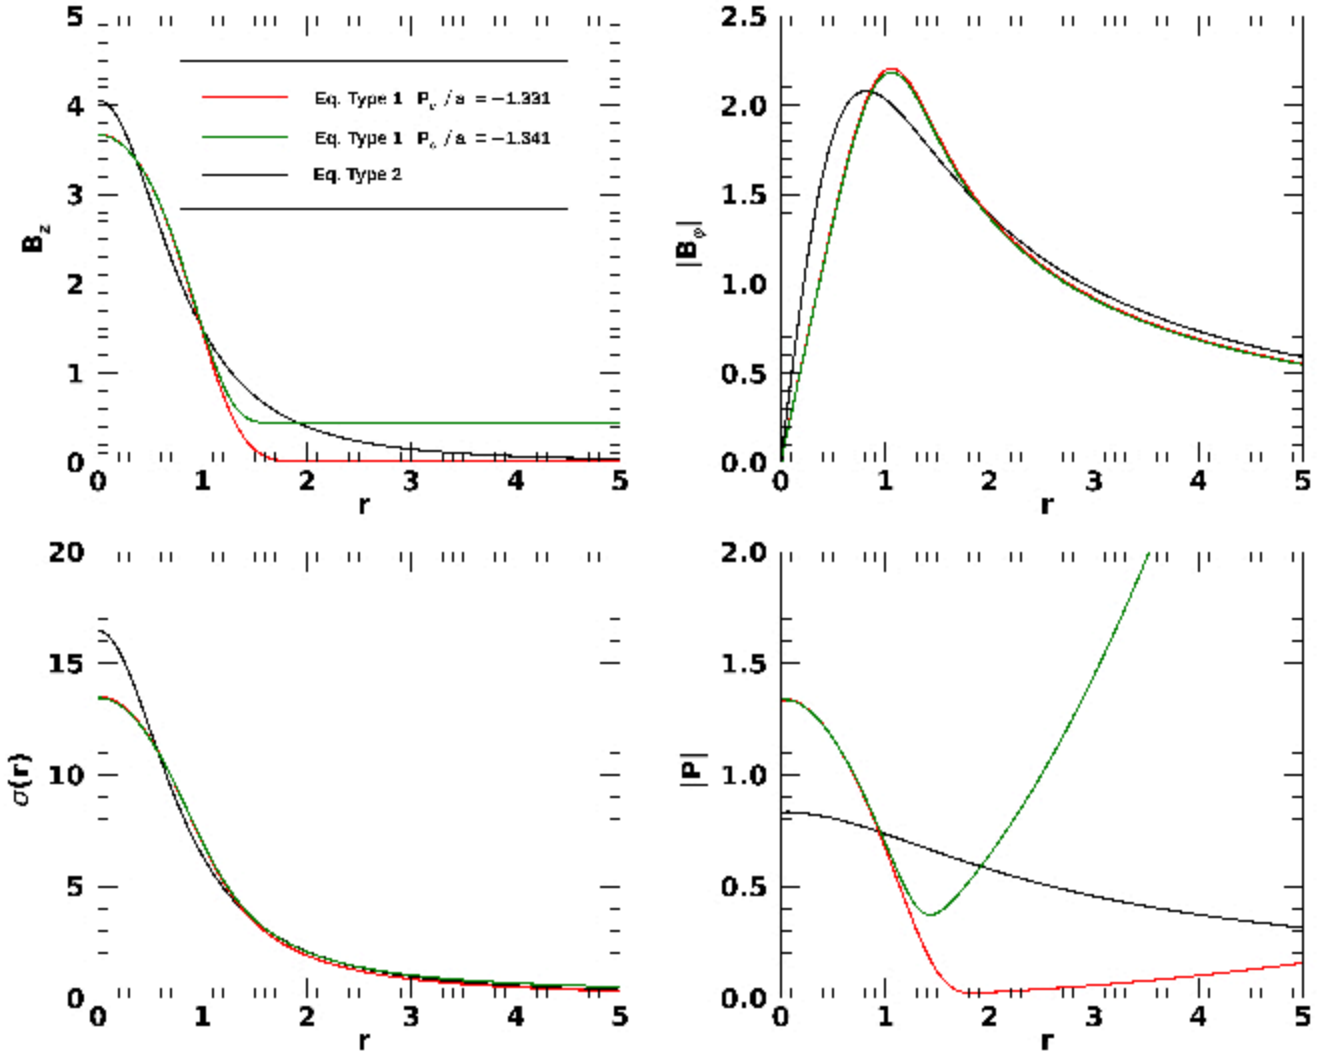 5
4
3
2
1
0
B_z
0 1 2 3 4 5
r
Eq. Type 1 P_c / a = −1.331
Eq. Type 1 P_c / a = −1.341
Eq. Type 2
2.5
2.0
1.5
1.0
0.5
0.0
|B_φ|
0 1 2 3 4 5
r
20
15
10
5
0
σ(r)
0 1 2 3 4 5
r
2.0
1.5
1.0
0.5
0.0
|P|
0 1 2 3 4 5
r